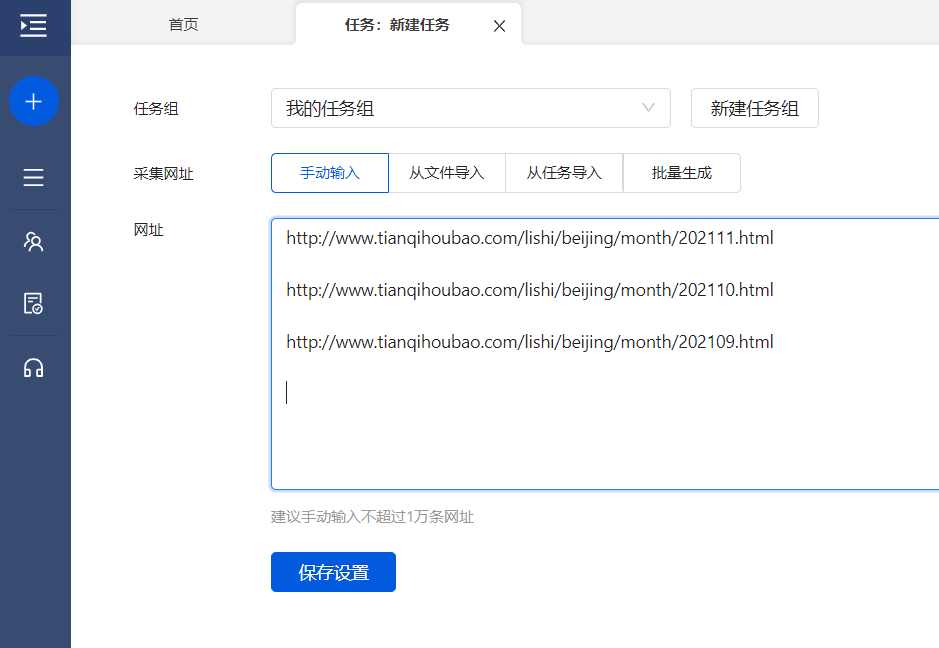 首页
任务：新建任务
任务组
我的任务组
新建任务组
采集网址
手动输入
从文件导入
从任务导入
批量生成
网址
http://www.tianqihoubao.com/lishi/beijing/month/202111.html
http://www.tianqihoubao.com/lishi/beijing/month/202110.html
http://www.tianqihoubao.com/lishi/beijing/month/202109.html
建议手动输入不超过1万条网址
保存设置